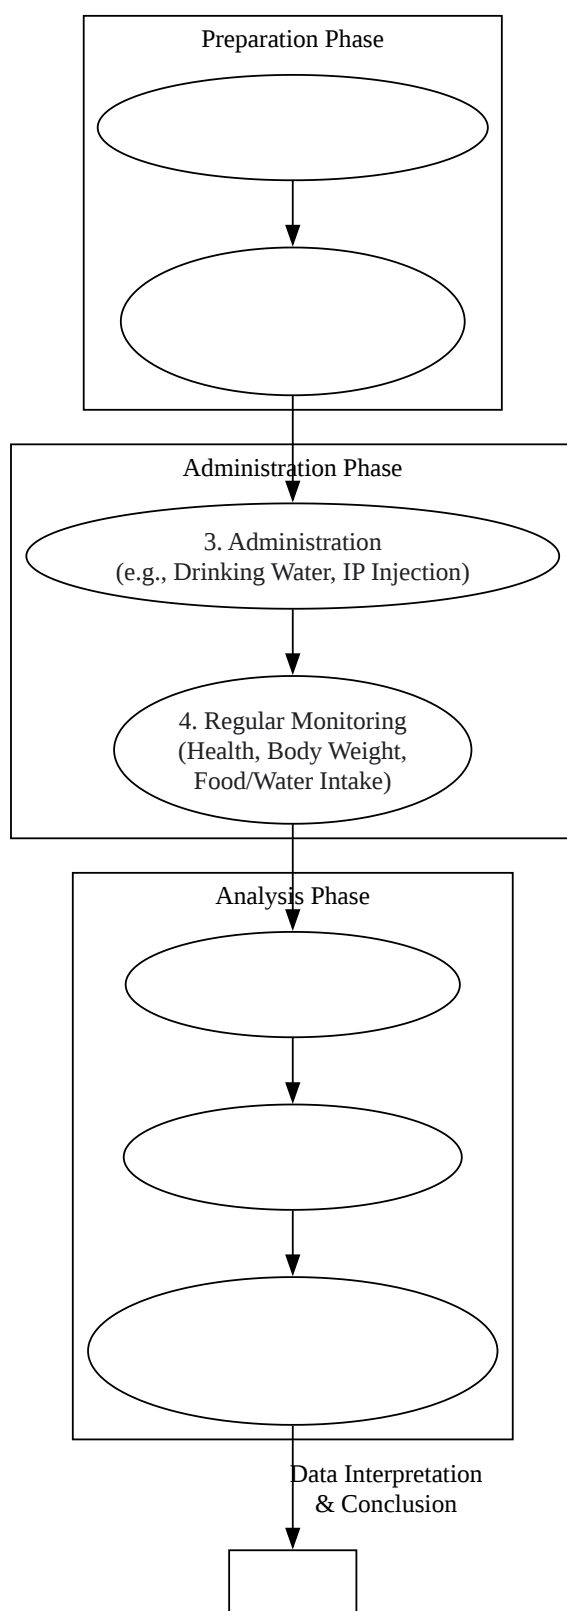 Preparation Phase
Administration Phase
3. Administration
(e.g., Drinking Water, IP Injection)
4. Regular Monitoring
(Health, Body Weight,
Food/Water Intake)
Analysis Phase
Data Interpretation
& Conclusion